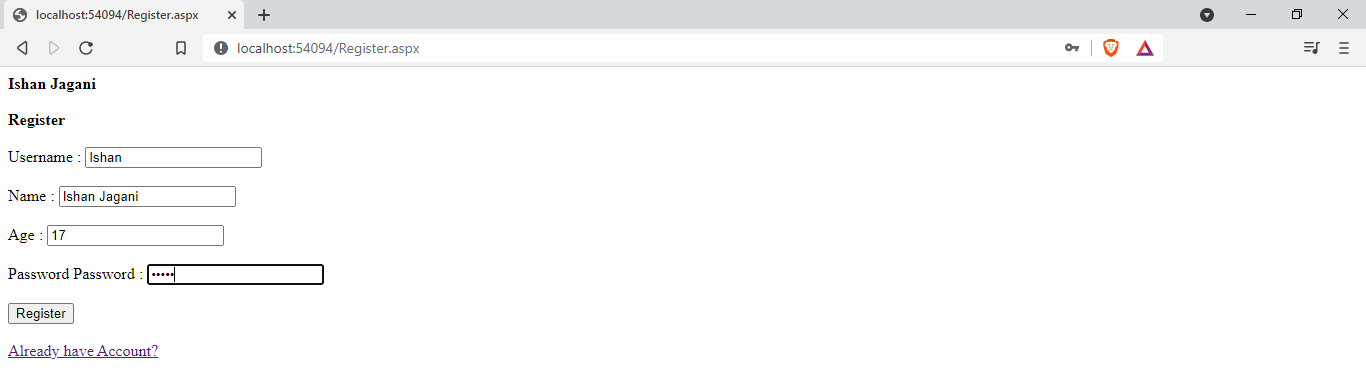 localhost:54094/Register.aspx
localhost:54094/Register.aspx
Ishan Jagani
Register
Username : Ishan
Name : Ishan Jagani
Age : 17
Password Password : •••••
Register
Already have Account?